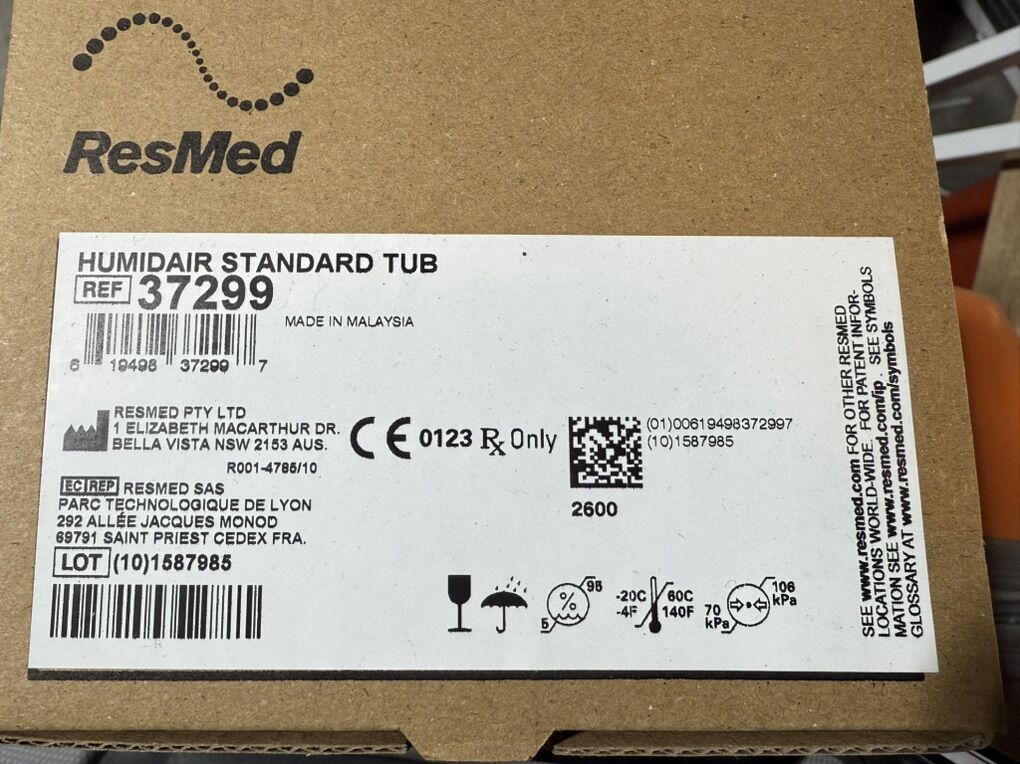 ResMed
HUMIDAIR STANDARD TUB
REF 37299
MADE IN MALAYSIA
6 19498 37299 7
RESMED PTY LTD
1 ELIZABETH MACARTHUR DR.
BELLA VISTA NSW 2153 AUS.
R001-4785/10
CE 0123 Rx Only
(01)00619498372997
(10)1587985
2600
EC REP RESMED SAS
PARC TECHNOLOGIQUE DE LYON
292 ALLÉE JACQUES MONOD
69791 SAINT PRIEST CEDEX FRA.
LOT (10)1587985
95
%
5
-20C 60C
-4F 140F
106
kPa
70
kPa
SEE www.resmed.com FOR OTHER RESMED
LOCATIONS WORLD-WIDE. FOR PATENT INFOR-
MATION SEE www.resmed.com/ip. SEE SYMBOLS
GLOSSARY AT www.resmed.com/symbols